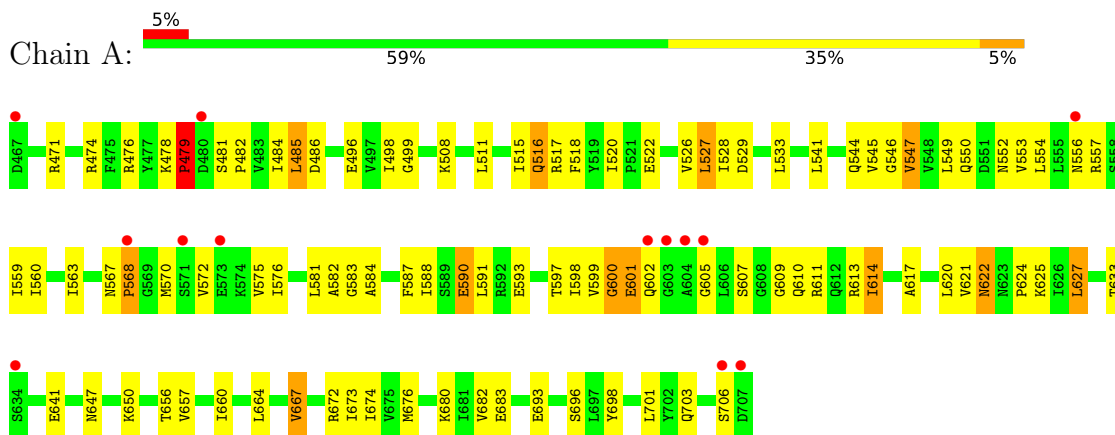 5%
Chain A:
59% 35% 5%
D467 R471 R474 F475 R476 Y477 K478 P479 D480 S481 P482 V483 I484 L485 D486 E496 V497 I498 G499 K508 L511 I515 Q516 R517 F518 Y519 I520 P521 E522 V526 L527 I528 D529 L533 L541 Q544 V545 G546 V547 V548 L549 Q550 D551 N552 V553 L554 L555 N556 R557 S558
I559 I560 I563 N567 P568 G569 M570 S571 V572 E573 K574 V575 I576 L581 A582 G583 A584 F587 I588 S589 E590 L591 R592 E593 T597 I598 V599 G600 E601 Q602 G603 A604 G605 L606 S607 G608 G609 Q610 R611 Q612 R613 I614 A617 L620 V621 N622 N623 P624 K625 I626 L627 T633
S634 E641 N647 K650 T656 V657 I660 L664 V667 R672 I673 I674 V675 M676 K680 I681 V682 E683 E693 S696 L697 Y698 L701 Y702 Q703 S706 D707